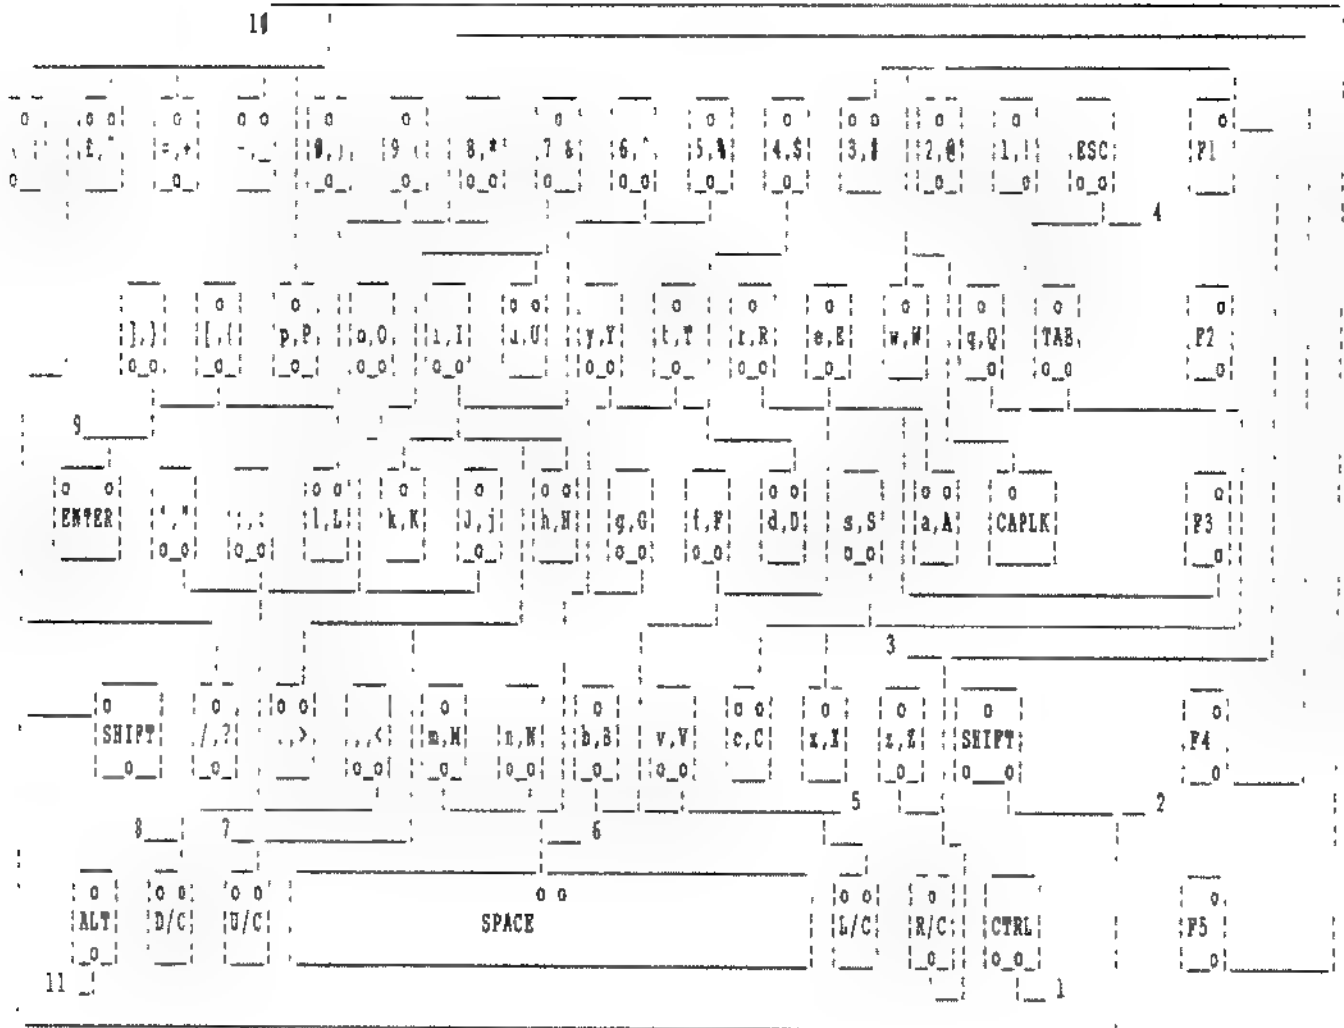 10
£," =,+ -,_ 0,) 9 ( 8,* 7 & 6,^ 5,% 4,$ 3,# 2,@ 1,! ESC F1
4
],} [,{ p,P o,O i,I u,U y,Y t,T r,R e,E w,W q,Q TAB F2
9
ENTER ',* ;,: l,L k,K J,j h,H g,G f,F d,D s,S a,A CAPLK F3
3
SHIFT /,? .,> ,,< m,M n,N b,B v,V c,C x,X z,Z SHIFT F4
5 2
8 7 6
ALT D/C U/C SPACE L/C R/C CTRL F5
11 1